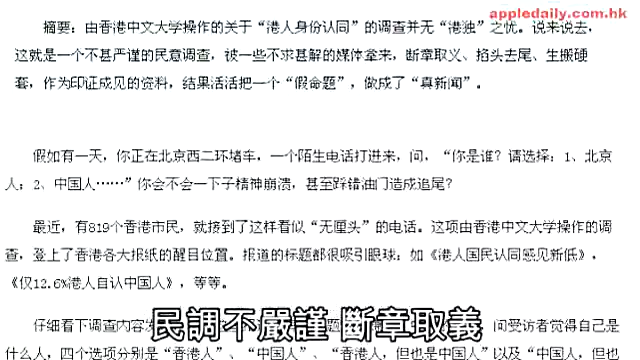 appledaily.com.hk
摘要：由香港中文大学操作的关于“港人身份认同”的调查并无“港独”之忧。说来说去，
这就是一个不甚严谨的民意调查，被一些不求甚解的媒体拿来，断章取义、掐头去尾、生搬硬
套，作为印证成见的资料，结果活活把一个“假命题”，做成了“真新闻”。
假如有一天，你正在北京西二环堵车，一个陌生电话打进来，问，“你是谁？请选择：1、北京
人；2、中国人……”你会不会一下子精神崩溃，甚至踩错油门造成追尾？
最近，有819个香港市民，就接到了这样看似“无厘头”的电话。这项由香港中文大学操作的调
查，登上了香港各大报纸的醒目位置。报道的标题都很吸引眼球：如《港人国民认同感见新低》，
《仅12.6%港人自认中国人》，等等。
仔细看下调查内容发
问受访者觉得自己是
民調不嚴謹 斷章取義
什么人，四个选项分别是“香港人”、“中国人”、“香港人，但也是中国人”以及“中国人，但也